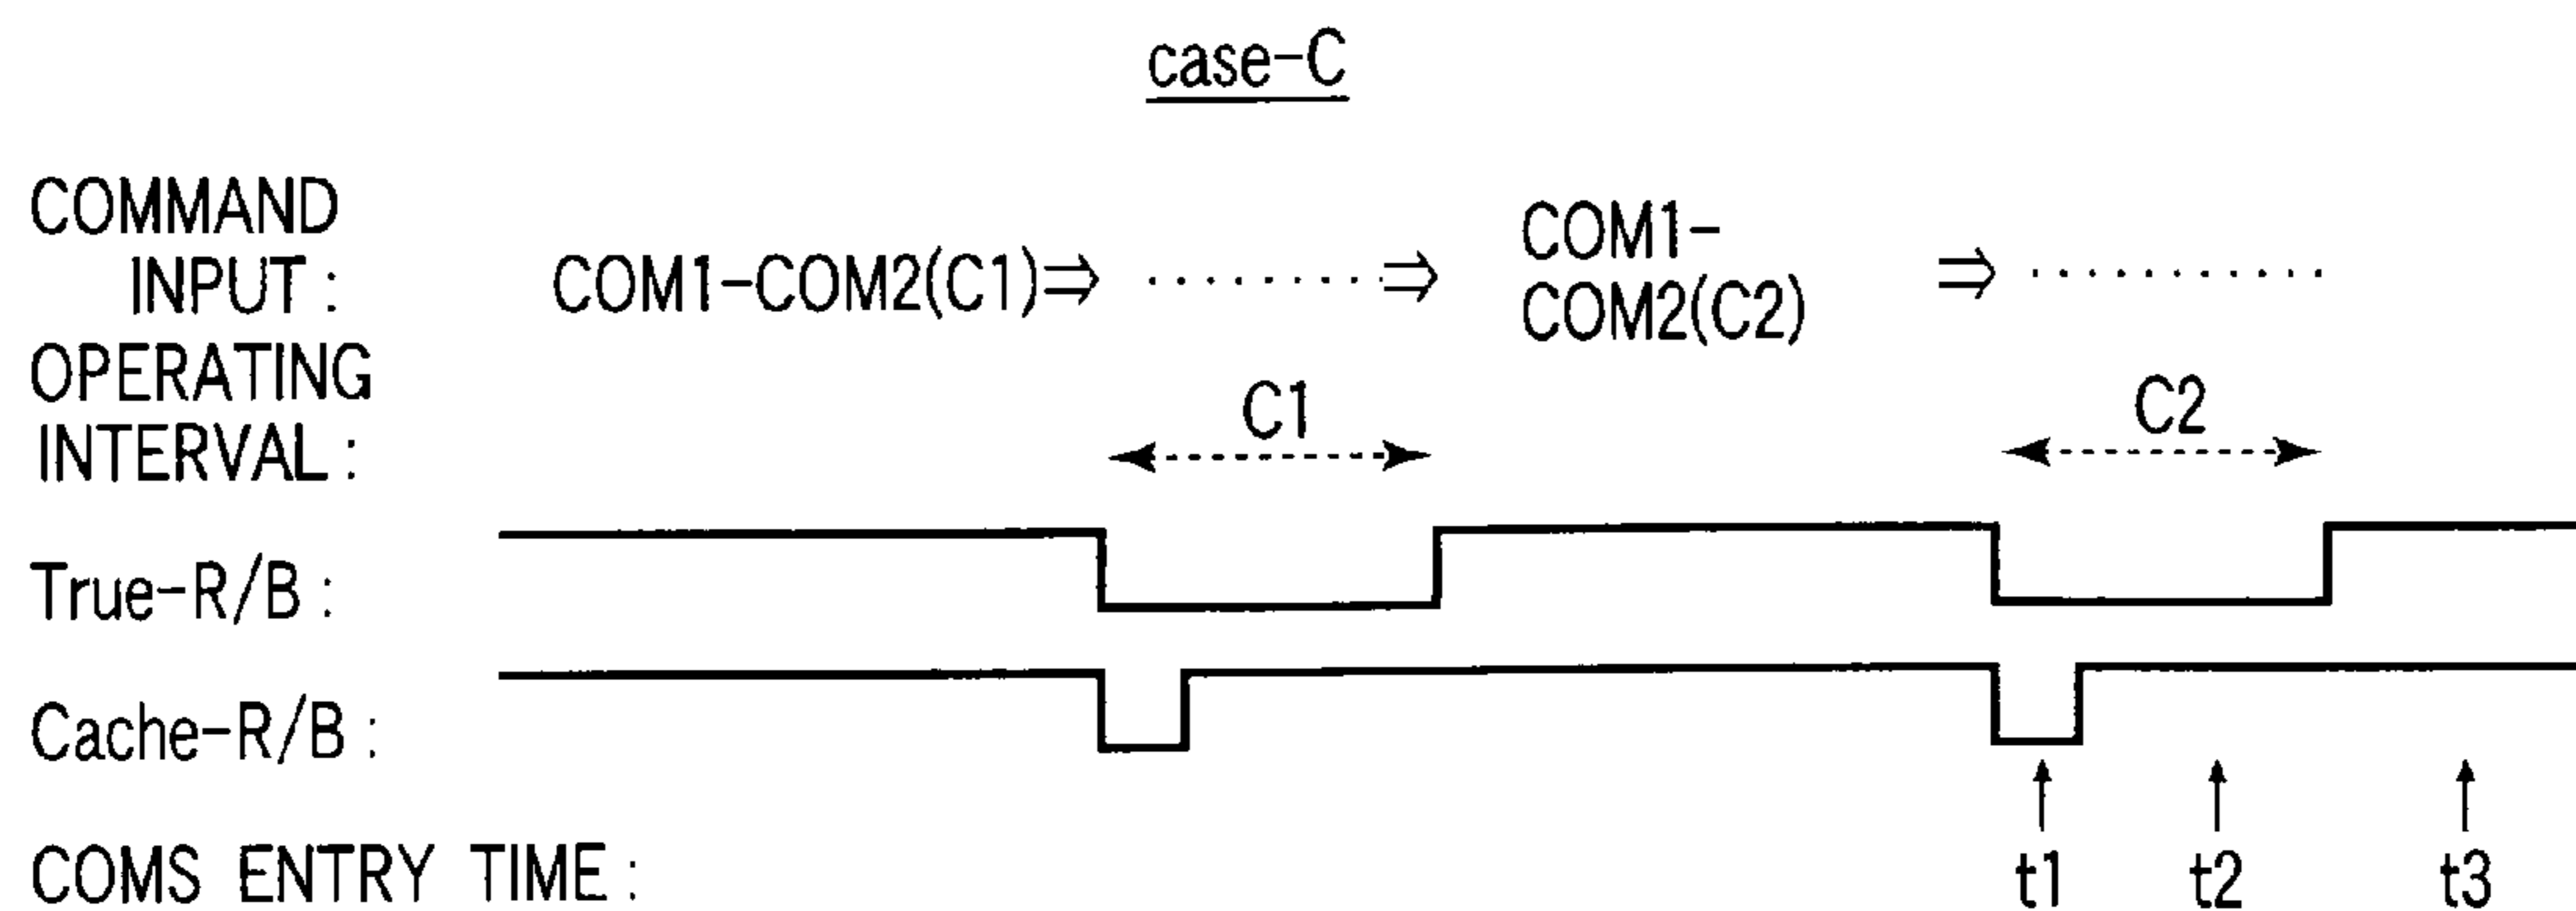 case-C
COMMAND
INPUT :
COM1-COM2(C1)⇒ ········⇒
COM1-
COM2(C2)
⇒ ···········
OPERATING
INTERVAL :
C1
C2
True-R/B :
Cache-R/B :
COMS ENTRY TIME :
t1 t2 t3